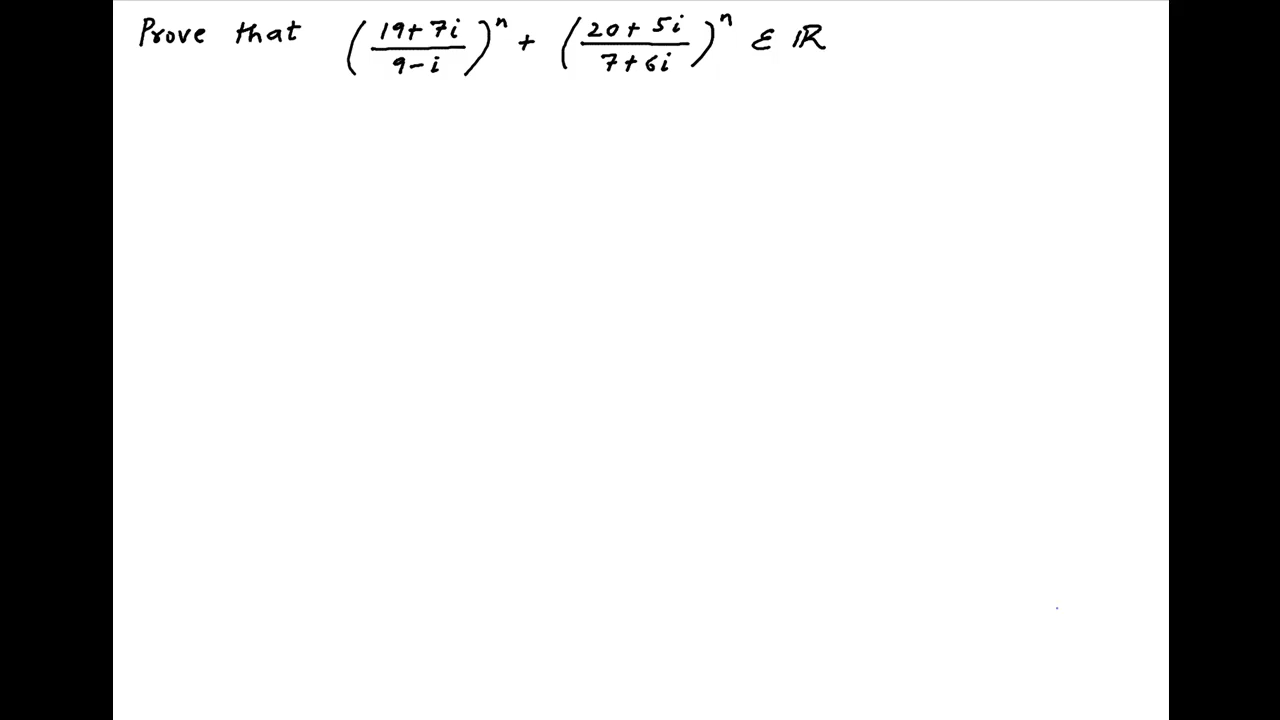 Prove that ((19 + 7i)/(9 - i))^n + ((20 + 5i)/(7 + 6i))^n ε ℝ